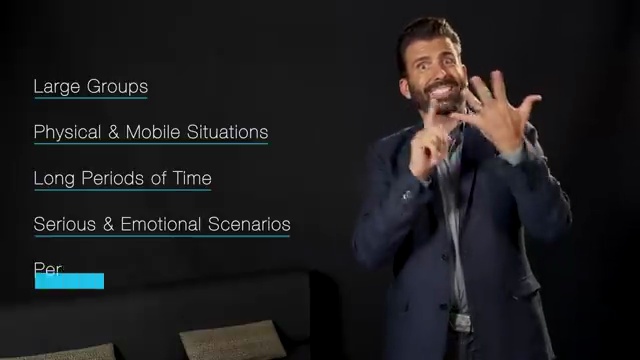 Large Groups
Physical & Mobile Situations
Long Periods of Time
Serious & Emotional Scenarios
Per